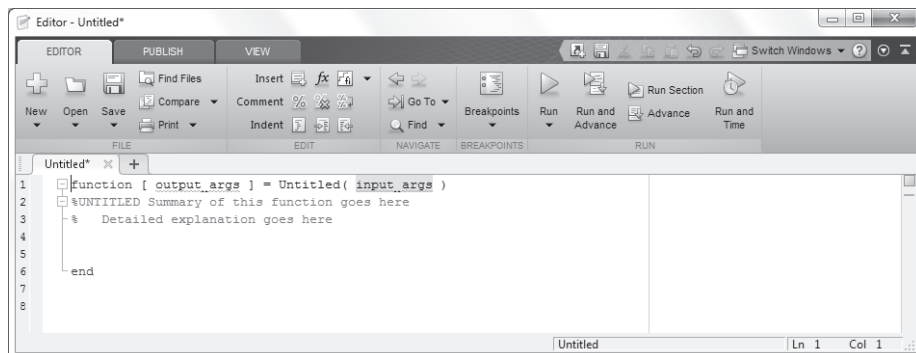 Editor - Untitled*
EDITOR PUBLISH VIEW Switch Windows
New Open Save Find Files Compare Print
Insert fx Comment Indent
Go To Find
Breakpoints
Run Run and Advance Run Section Advance Run and Time
FILE EDIT NAVIGATE BREAKPOINTS RUN
Untitled* × +
1 function [ output_args ] = Untitled( input_args )
2 %UNTITLED Summary of this function goes here
3 % Detailed explanation goes here
4
5
6 end
7
8
Untitled Ln 1 Col 1